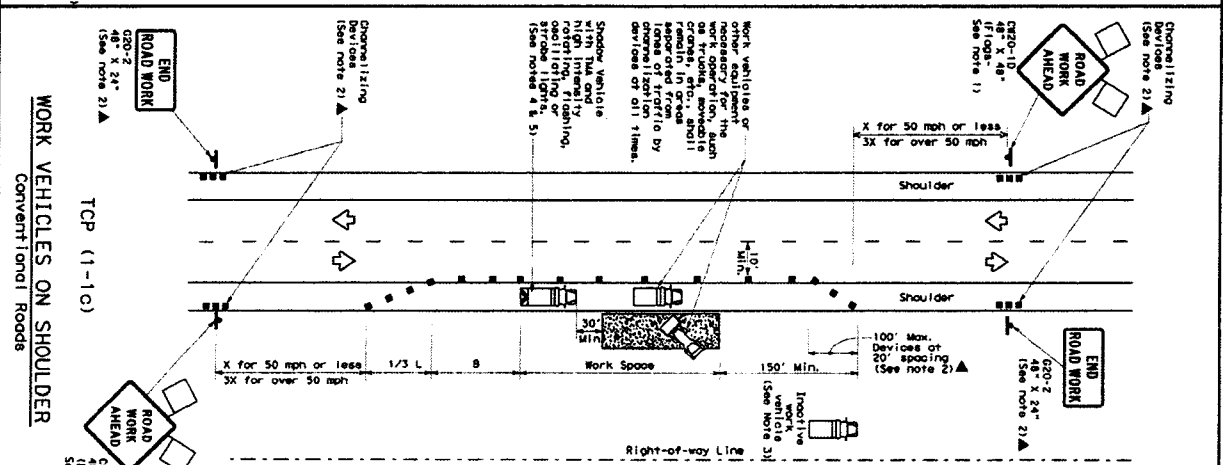 Channelizing
Devices
(See note 2)▲
ROAD
WORK
AHEAD
CW20-1D
48" X 48"
(Flags-
See note 1)
X for 50 mph or less
3X for over 50 mph
Shoulder
Work vehicles or
other equipment
necessary for the
work operation, such
as trucks, moveable
cranes, etc., shall
remain in areas
separated from
lanes of traffic by
channelization
devices at all times.
Shadow Vehicle
with TMA and
high intensity
rotating, flashing,
oscillating or
strobe lights.
(See notes 4 & 5)
Channelizing
Devices
(See note 2)▲
END
ROAD WORK
G20-2
48" X 24"
(See note 2)▲
10'
Min.
Shoulder
END
ROAD WORK
G20-2
48" X 24"
(See note 2)▲
100' Max.
Devices at
20' spacing
(See note 2)▲
150' Min.
Work Space
30'
Min
B
1/3 L
X for 50 mph or less
3X for over 50 mph
Inactive
work
vehicle
(See Note 3)
ROAD
WORK
AHEAD
Right-of-way Line
TCP (1-1c)
WORK VEHICLES ON SHOULDER
Conventional Roads